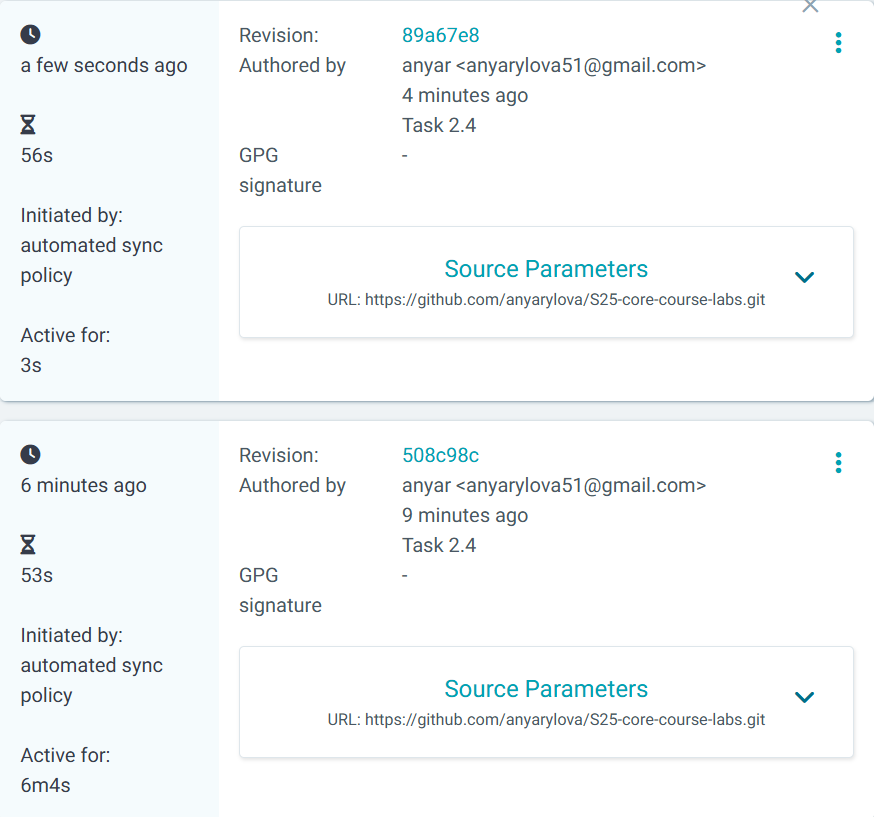 a few seconds ago
56s
Initiated by:
automated sync
policy
Active for:
3s
Revision: 89a67e8
Authored by anyar <anyarylova51@gmail.com>
4 minutes ago
Task 2.4
GPG -
signature
Source Parameters
URL: https://github.com/anyarylova/S25-core-course-labs.git
6 minutes ago
53s
Initiated by:
automated sync
policy
Active for:
6m4s
Revision: 508c98c
Authored by anyar <anyarylova51@gmail.com>
9 minutes ago
Task 2.4
GPG -
signature
Source Parameters
URL: https://github.com/anyarylova/S25-core-course-labs.git